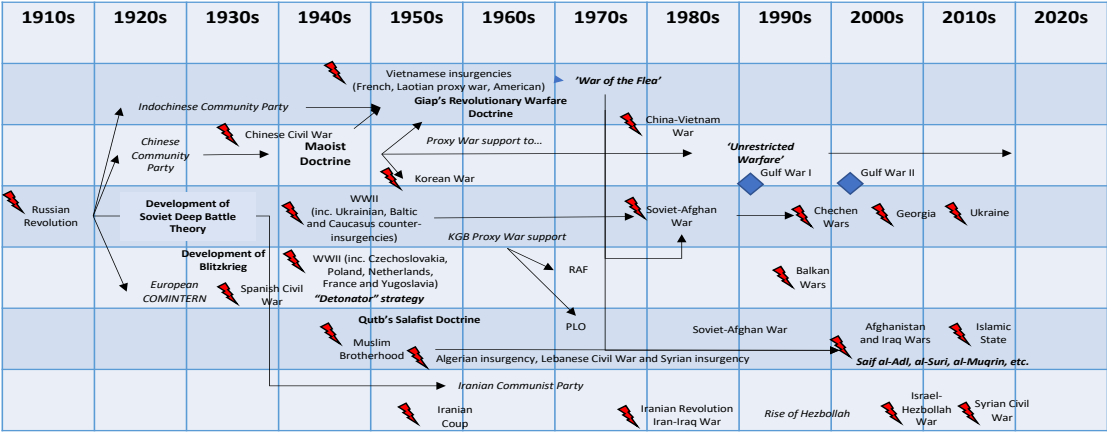 1910s 1920s 1930s 1940s 1950s 1960s 1970s 1980s 1990s 2000s 2010s 2020s
Vietnamese insurgencies
(French, Laotian proxy war, American)
‘War of the Flea’
Indochinese Community Party
Giap’s Revolutionary Warfare
Doctrine
Chinese Civil War
China-Vietnam
War
Chinese
Community
Party
Maoist
Doctrine
Proxy War support to...
‘Unrestricted
Warfare’
Korean War
Gulf War I
Gulf War II
Russian
Revolution
Development of
Soviet Deep Battle
Theory
WWII
(inc. Ukrainian, Baltic
and Caucasus counter-
insurgencies)
Soviet-Afghan
War
Chechen
Wars
Georgia
Ukraine
KGB Proxy War support
Development of
Blitzkrieg
WWII (inc. Czechoslovakia,
Poland, Netherlands,
France and Yugoslavia)
RAF
Balkan
Wars
European
COMINTERN
Spanish Civil
War
“Detonator” strategy
Qutb’s Salafist Doctrine
PLO
Soviet-Afghan War
Afghanistan
and Iraq Wars
Islamic
State
Muslim
Brotherhood
Algerian insurgency, Lebanese Civil War and Syrian insurgency
Saif al-Adl, al-Suri, al-Muqrin, etc.
Iranian Communist Party
Iranian
Coup
Iranian Revolution
Iran-Iraq War
Rise of Hezbollah
Israel-
Hezbollah
War
Syrian Civil
War